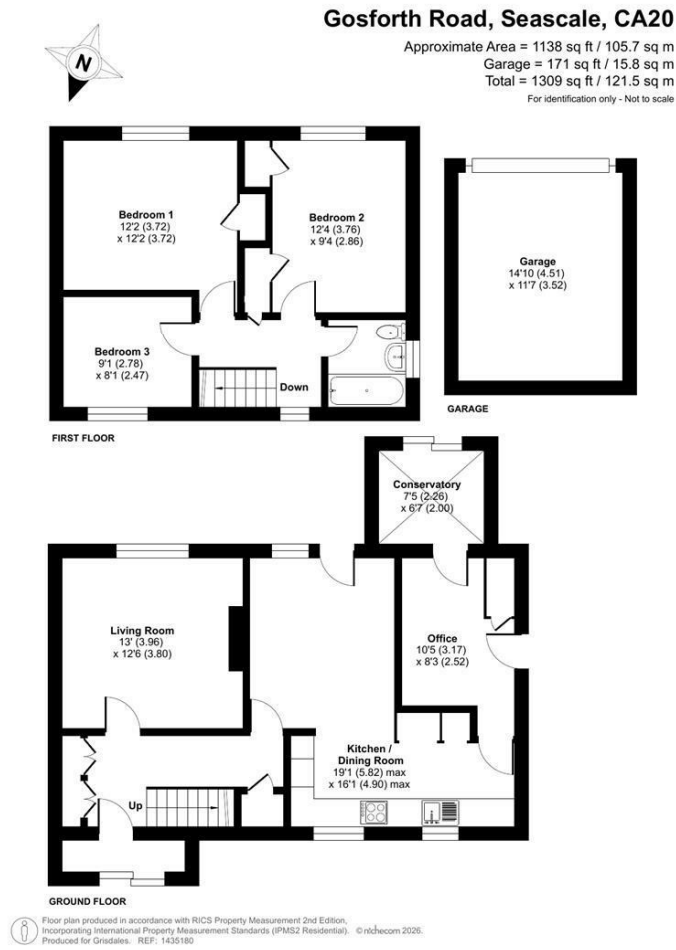 Gosforth Road, Seascale, CA20
Approximate Area = 1138 sq ft / 105.7 sq m
Garage = 171 sq ft / 15.8 sq m
Total = 1309 sq ft / 121.5 sq m
For identification only - Not to scale
N
Bedroom 1
12'2 (3.72)
x 12'2 (3.72)
Bedroom 2
12'4 (3.76)
x 9'4 (2.86)
Bedroom 3
9'1 (2.78)
x 8'1 (2.47)
Down
FIRST FLOOR
Garage
14'10 (4.51)
x 11'7 (3.52)
GARAGE
Conservatory
7'5 (2.26)
x 6'7 (2.00)
Living Room
13' (3.96)
x 12'6 (3.80)
Office
10'5 (3.17)
x 8'3 (2.52)
Kitchen /
Dining Room
19'1 (5.82) max
x 16'1 (4.90) max
Up
GROUND FLOOR
Floor plan produced in accordance with RICS Property Measurement 2nd Edition,
Incorporating International Property Measurement Standards (IPMS2 Residential). © nichecom 2026.
Produced for Grisdales. REF: 1435180